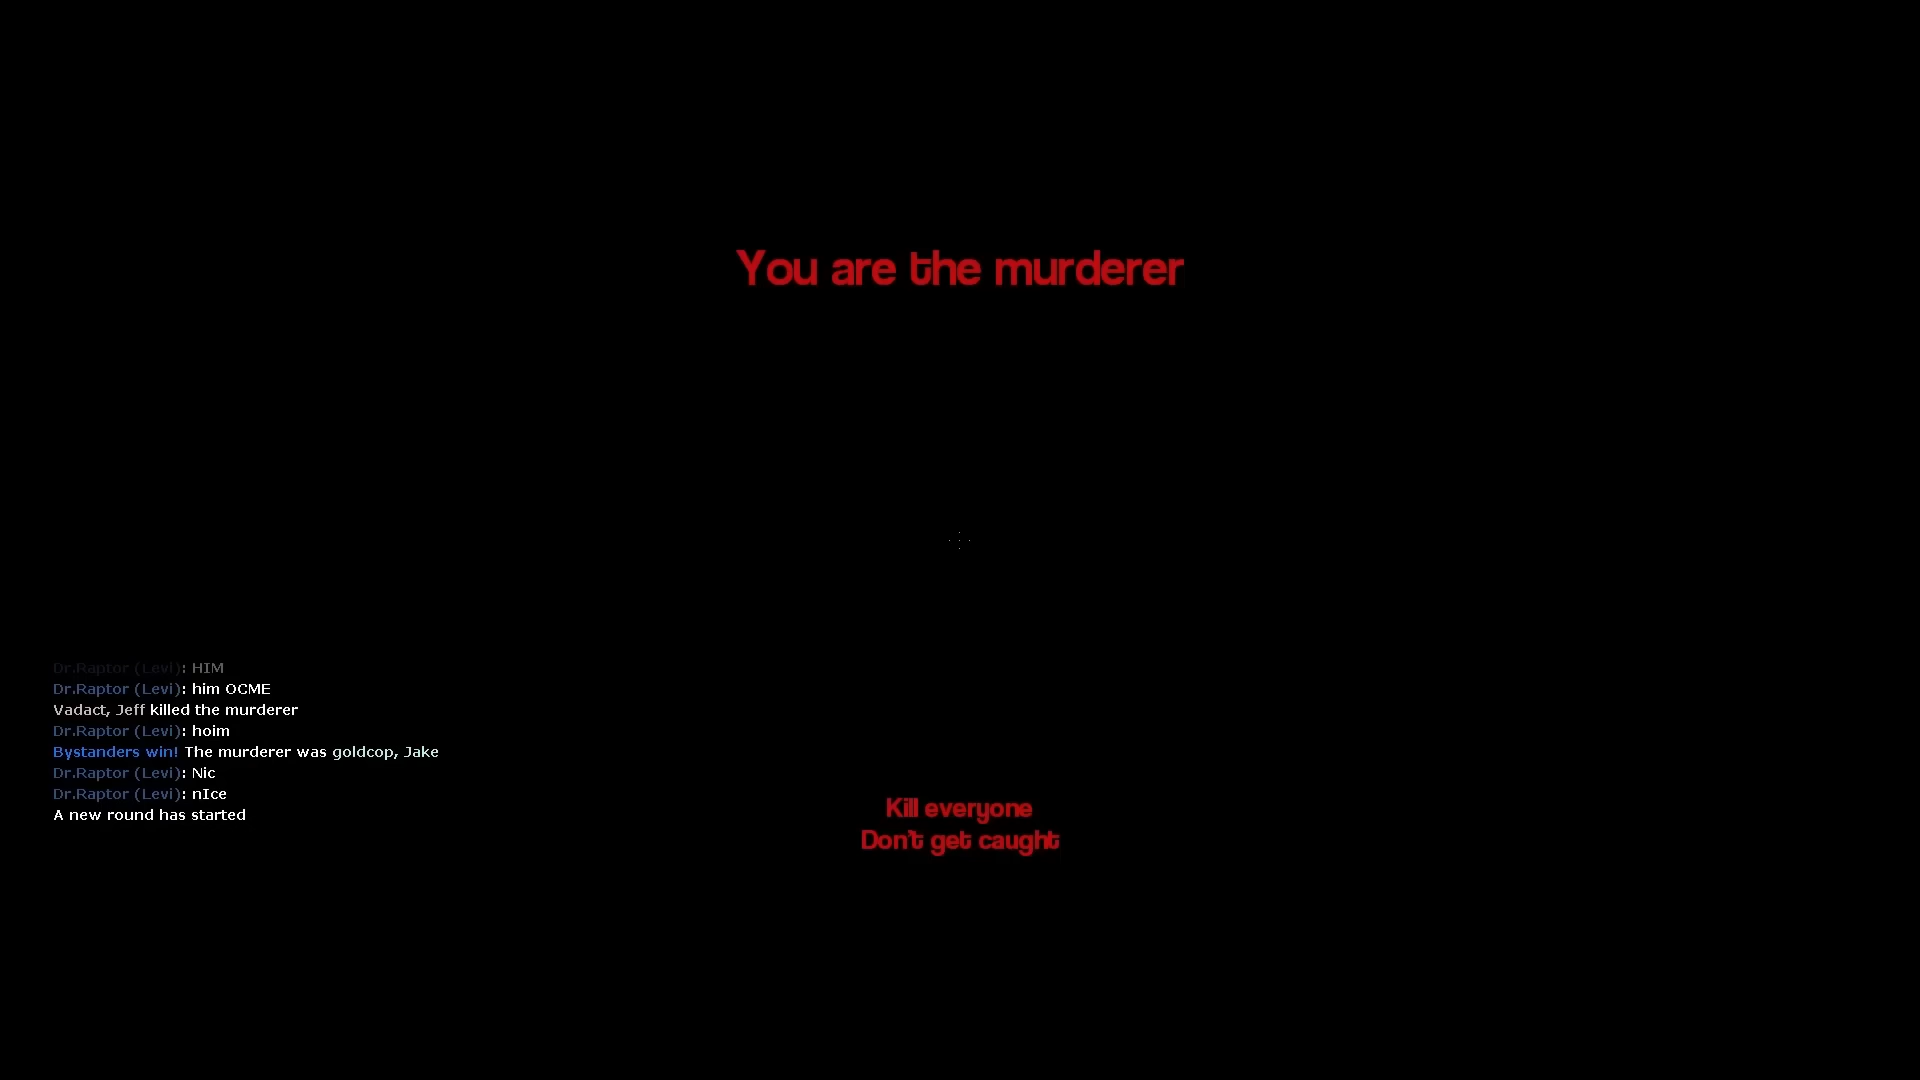 You are the murderer
Dr.Raptor (Levi): HIM
Dr.Raptor (Levi): him OCME
Vadact, Jeff killed the murderer
Dr.Raptor (Levi): hoim
Bystanders win! The murderer was goldcop, Jake
Dr.Raptor (Levi): Nic
Dr.Raptor (Levi): nIce
A new round has started
Kill everyone
Don't get caught